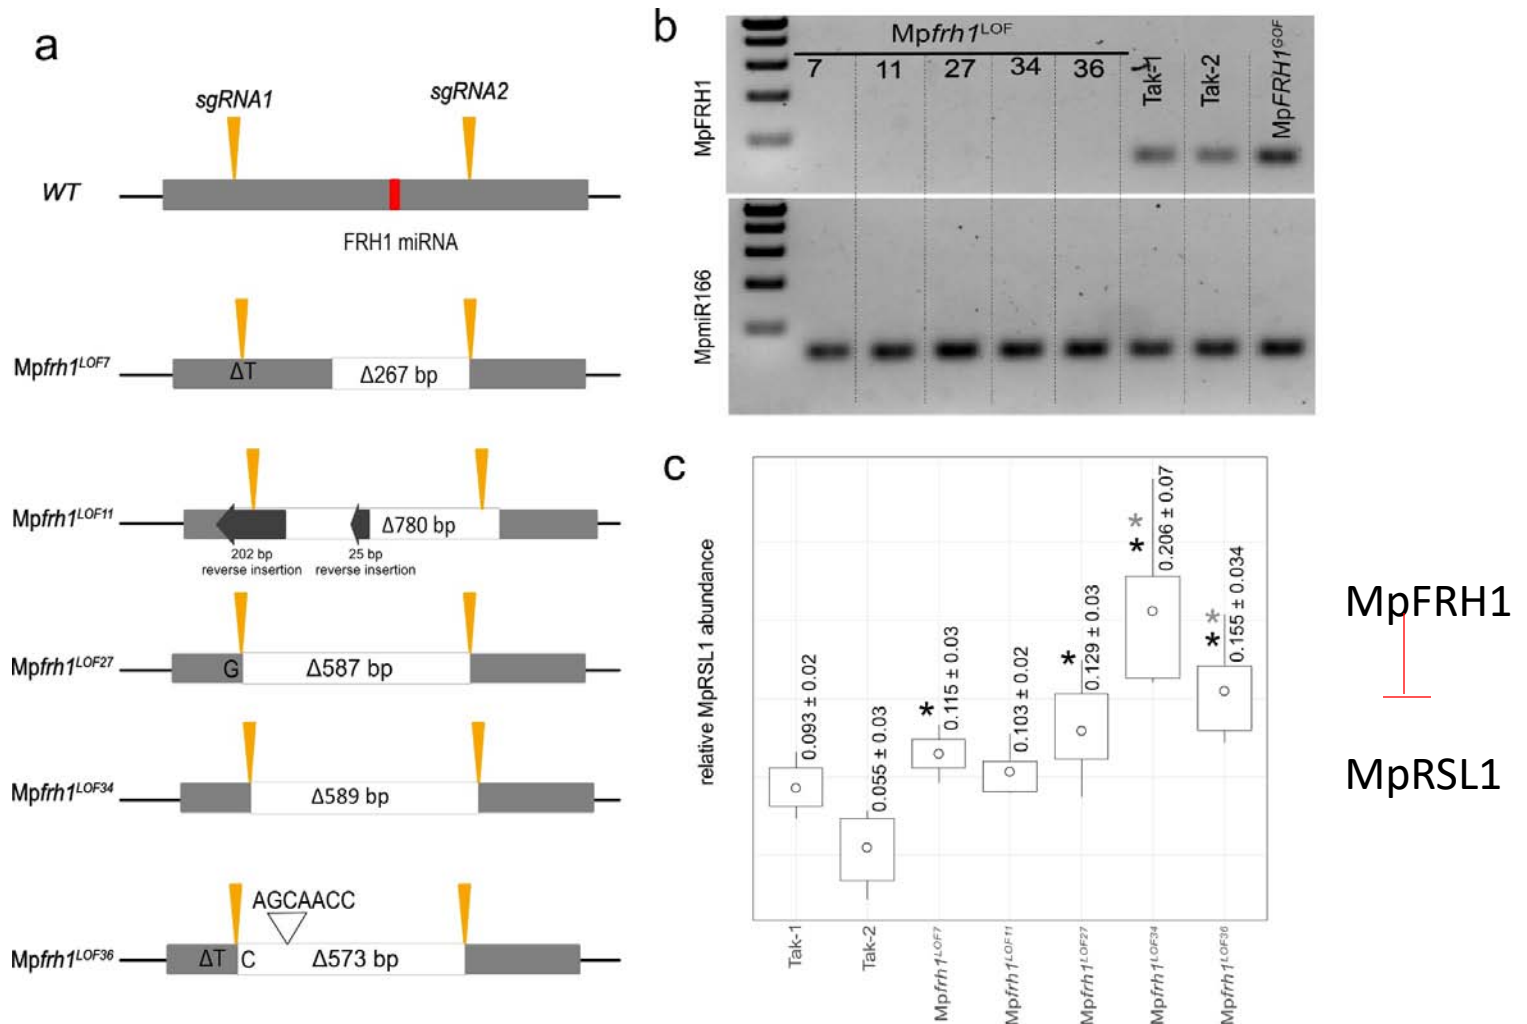 a
sgRNA1
sgRNA2
WT
FRH1 miRNA
Mpfrh1LOF7
ΔT
Δ267 bp
Mpfrh1LOF11
Δ780 bp
202 bp
reverse insertion
25 bp
reverse insertion
Mpfrh1LOF27
G
Δ587 bp
Mpfrh1LOF34
Δ589 bp
AGCAACC
Mpfrh1LOF36
ΔT
C
Δ573 bp
b
Mpfrh1LOF
7
11
27
34
36
Tak-1
Tak-2
MpFRH1GOF
MpFRH1
MpmiR166
c
relative MpRSL1 abundance
0.093 ± 0.02
0.055 ± 0.03
*
0.115 ± 0.03
0.103 ± 0.02
*
0.129 ± 0.03
*
*
0.206 ± 0.07
*
*
0.155 ± 0.034
Tak-1
Tak-2
Mpfrh1LOF7
Mpfrh1LOF11
Mpfrh1LOF27
Mpfrh1LOF34
Mpfrh1LOF36
MpFRH1
MpRSL1